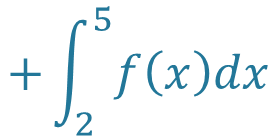 + ∫₂⁵ f(x)dx